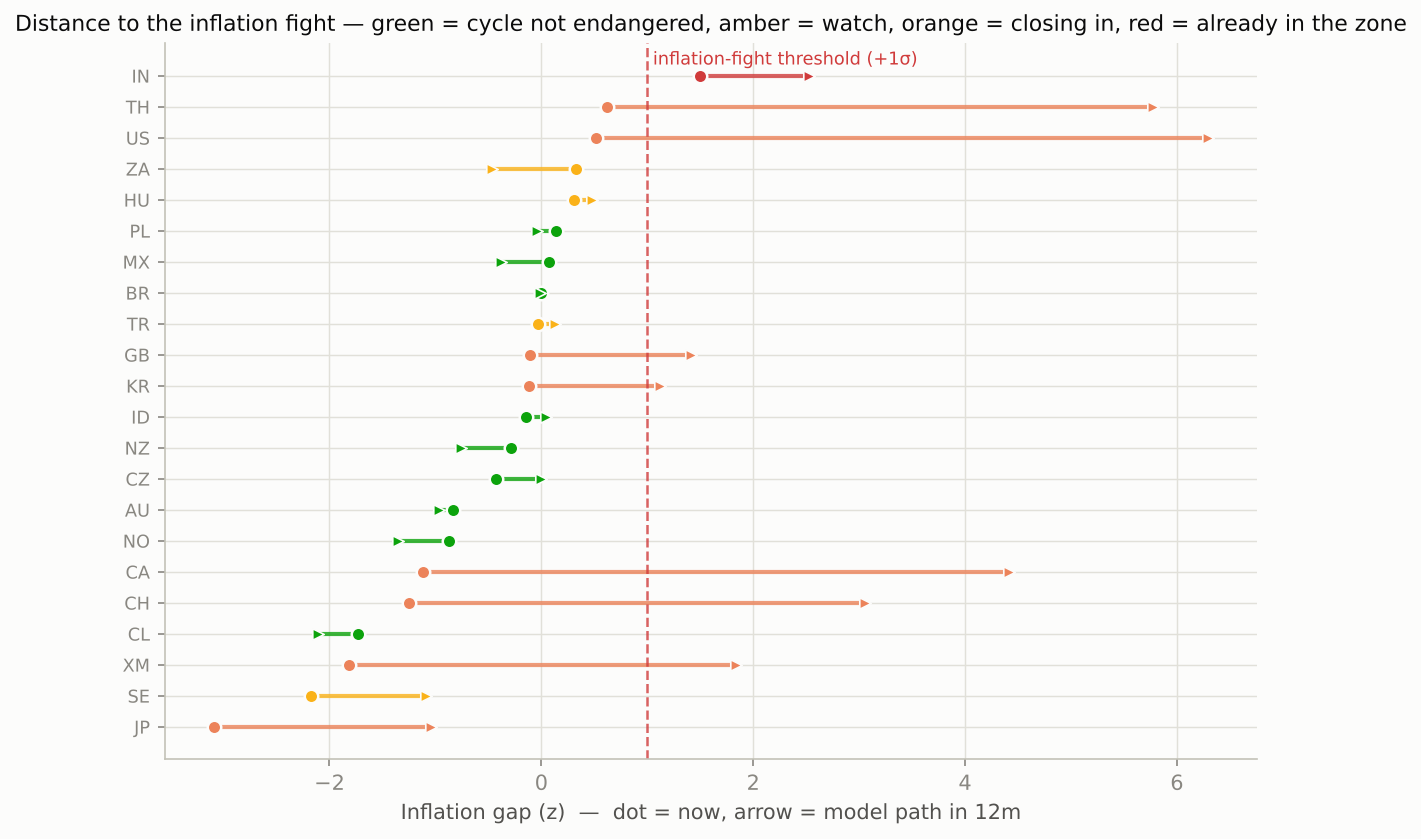 Distance to the inflation fight — green = cycle not endangered, amber = watch, orange = closing in, red = already in the zone
inflation-fight threshold (+1σ)
IN
TH
US
ZA
HU
PL
MX
BR
TR
GB
KR
ID
NZ
CZ
AU
NO
CA
CH
CL
XM
SE
JP
−2 0 2 4 6
Inflation gap (z) — dot = now, arrow = model path in 12m